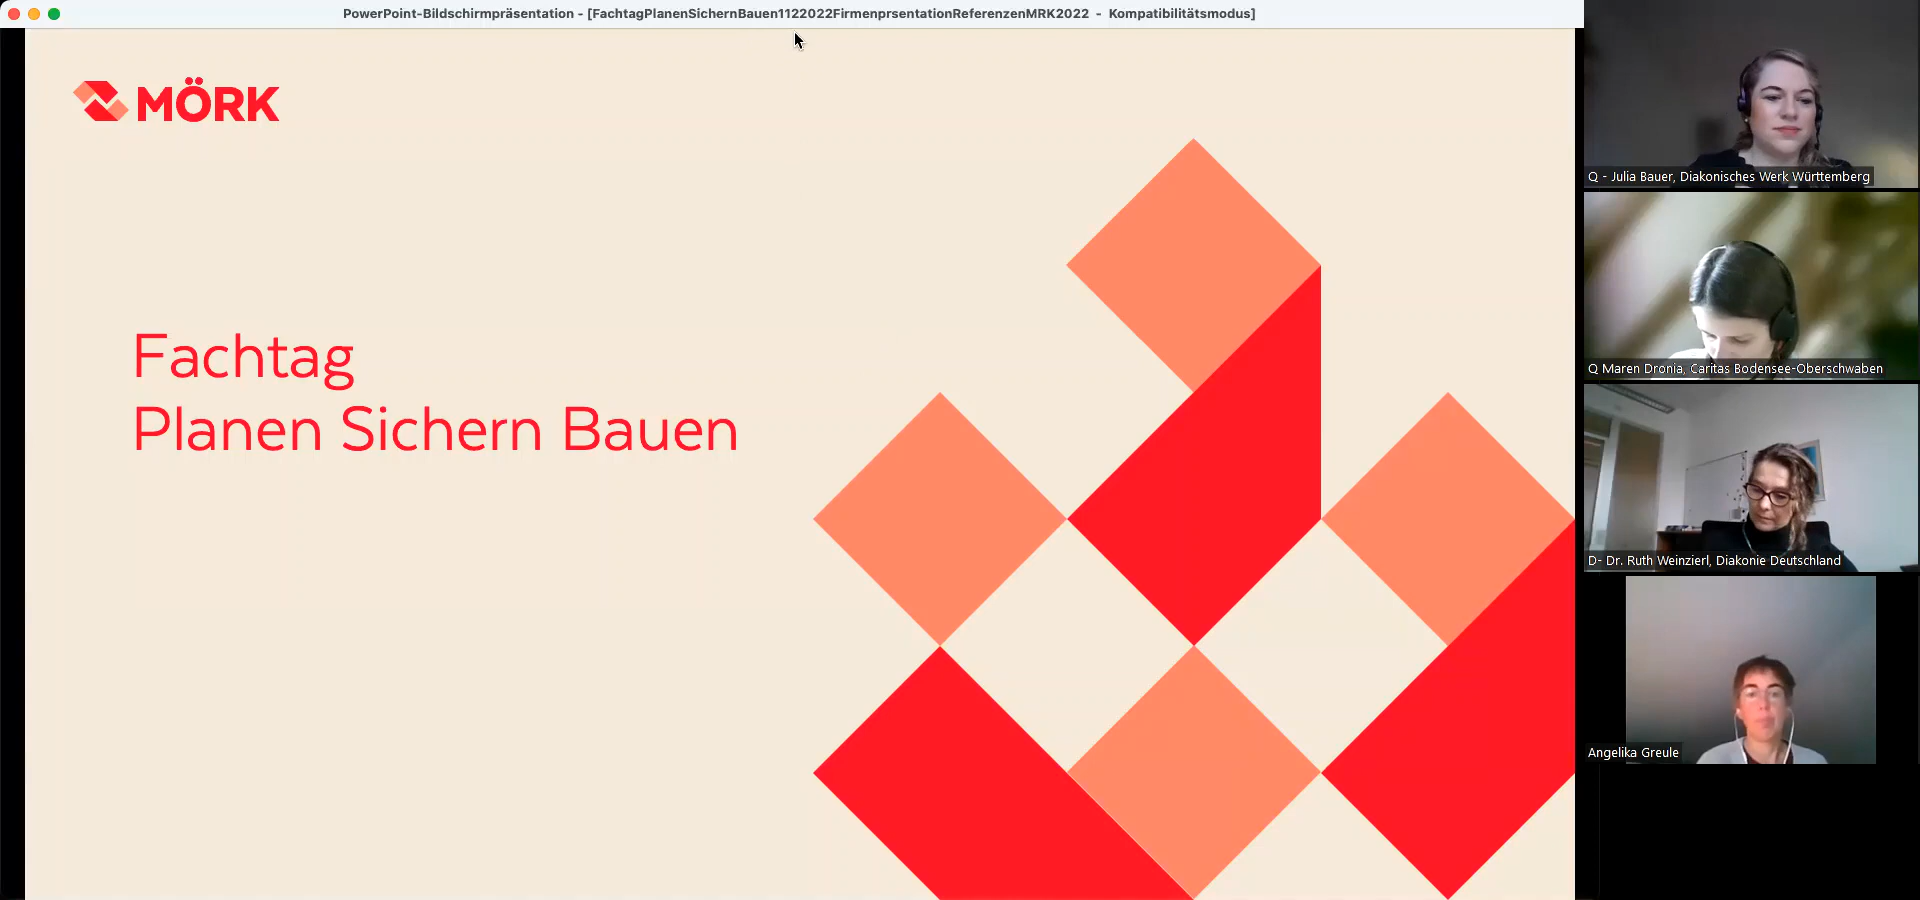 PowerPoint-Bildschirmpräsentation - [FachtagPlanenSichernBauen1122022FirmenprsentationReferenzenMRK2022 - Kompatibilitätsmodus]
MÖRK
Fachtag
Planen Sichern Bauen
Q - Julia Bauer, Diakonisches Werk Württemberg
Q Maren Dronia, Caritas Bodensee-Oberschwaben
D- Dr. Ruth Weinzierl, Diakonie Deutschland
Angelika Greule